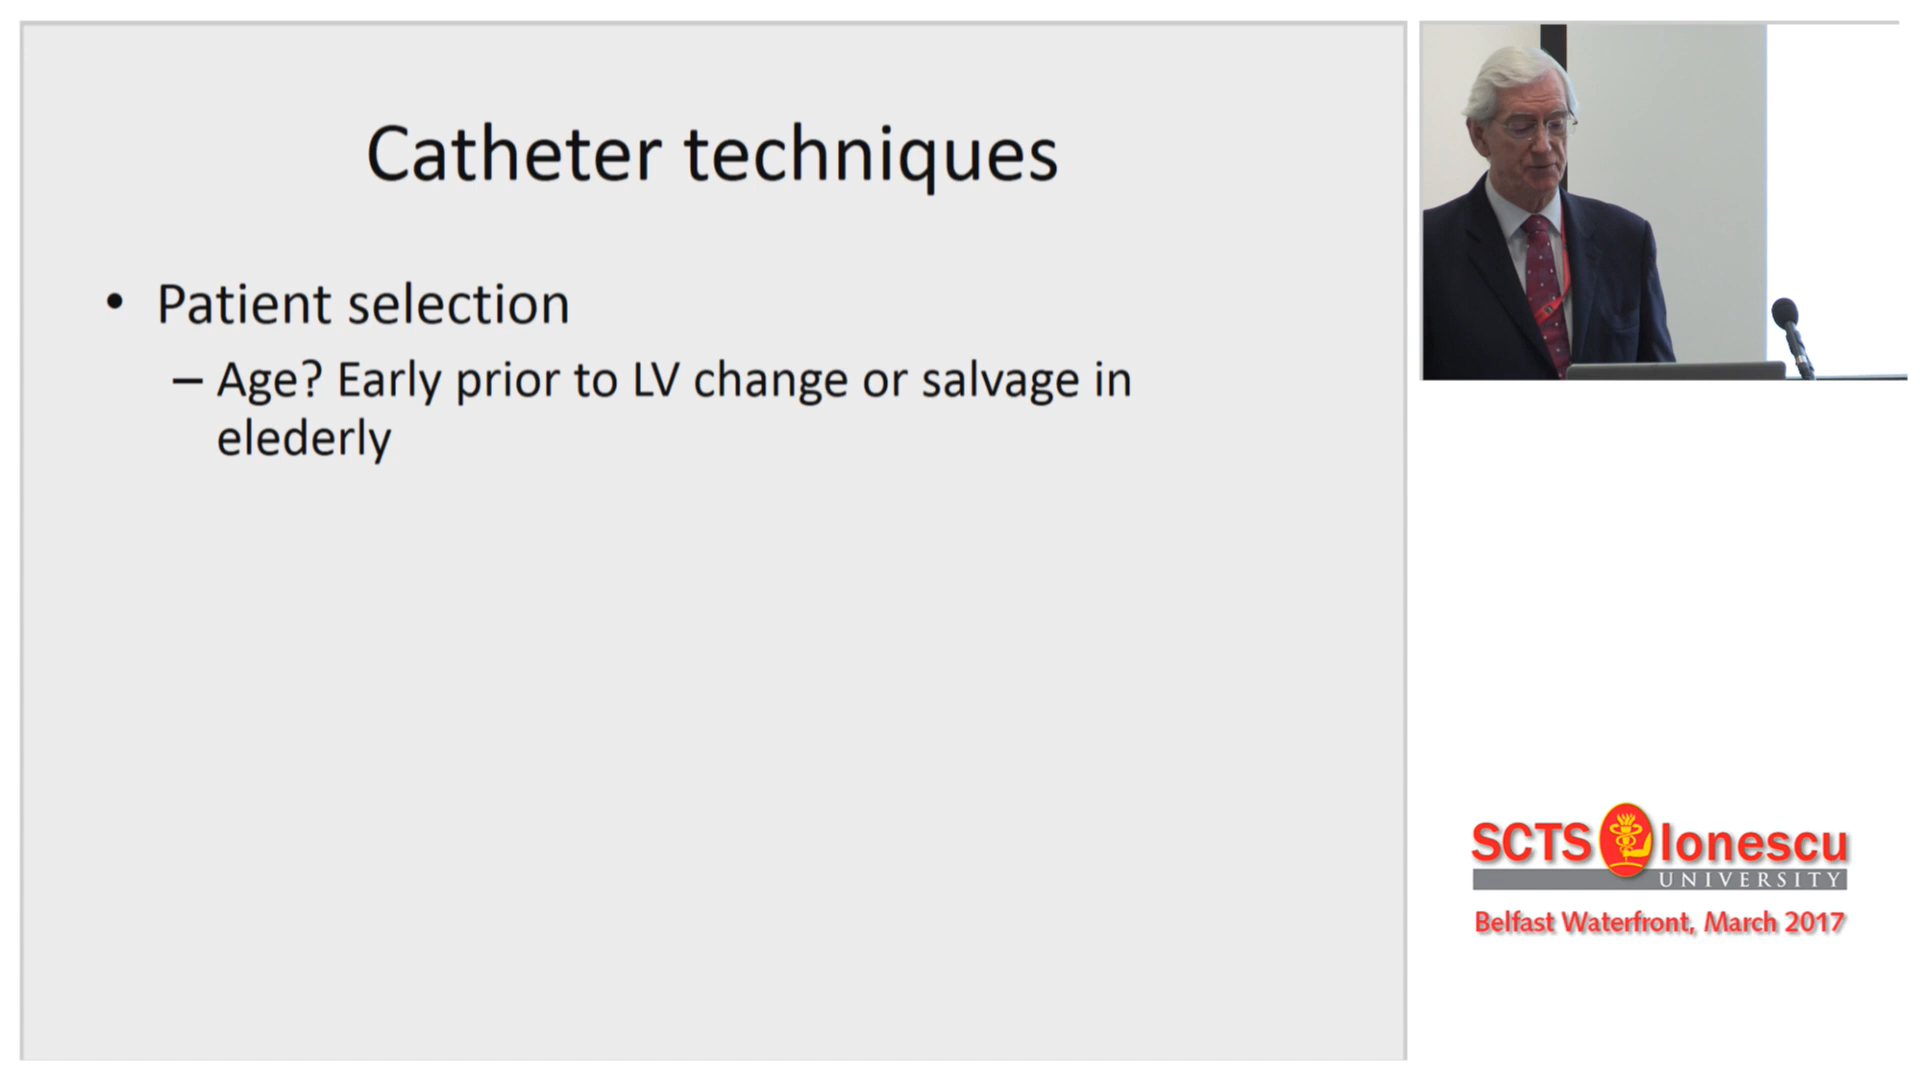 Catheter techniques
• Patient selection
– Age? Early prior to LV change or salvage in
elederly
SCTS Ionescu
UNIVERSITY
Belfast Waterfront, March 2017